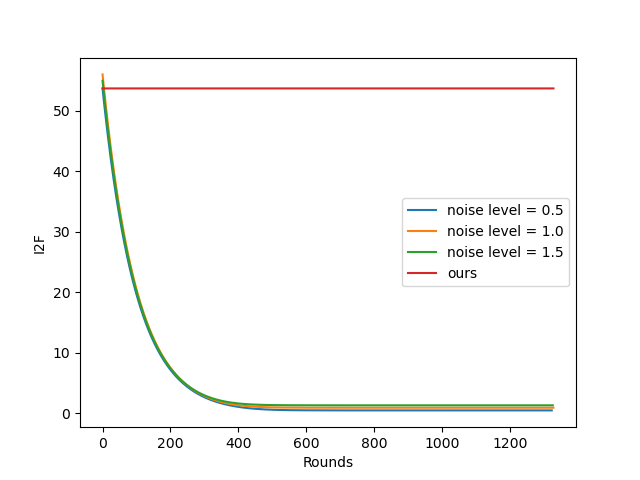 50
40
30
20
10
0
I2F
noise level = 0.5
noise level = 1.0
noise level = 1.5
ours
0 200 400 600 800 1000 1200
Rounds